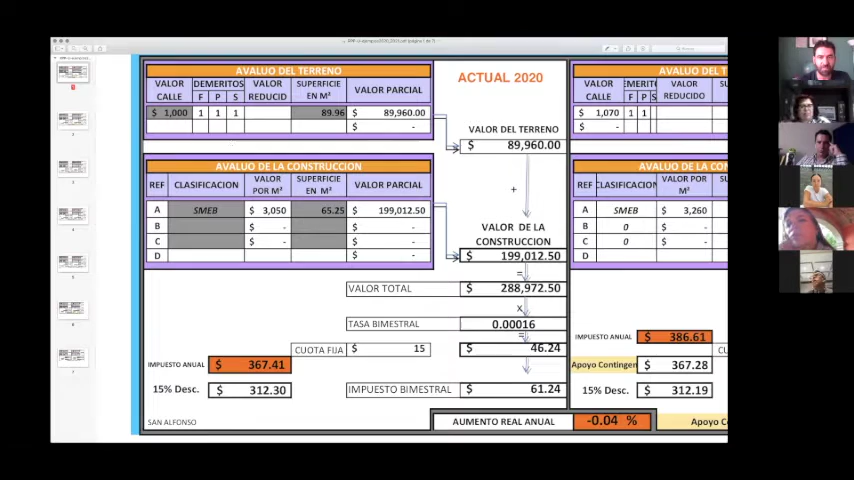 AVALUO DEL TERRENO
VALOR CALLE DEMERITOS VALOR REDUCID SUPERFICIE EN M² VALOR PARCIAL
F P S
$ 1,000 1 1 1 89.96 $ 89,960.00
$ -
ACTUAL 2020
VALOR DEL TERRENO
$ 89,960.00
+
AVALUO DE LA CONSTRUCCION
REF CLASIFICACION VALOR POR M² SUPERFICIE EN M² VALOR PARCIAL
A SMEB $ 3,050 65.25 199,012.50
B $ - $ -
C $ - $ -
D $ - $ -
VALOR DE LA
CONSTRUCCION
$ 199,012.50
=
VALOR TOTAL $ 288,972.50
X
TASA BIMESTRAL 0.00016
=
CUOTA FIJA $ 15 $ 46.24
IMPUESTO ANUAL $ 367.41
15% Desc. $ 312.30
IMPUESTO BIMESTRAL $ 61.24
SAN ALFONSO
AUMENTO REAL ANUAL -0.04 %
AVALUO DEL T
VALOR CALLE EMERIT VALOR REDUCIDO SU
F P S
$ 1,070 1 1
$ -
AVALUO DE LA CON
REF CLASIFICACION VALOR POR M² SU
A SMEB $ 3,260
B 0 $ -
C 0 $ -
D
IMPUESTO ANUAL $ 386.61
Apoyo Contingen $ 367.28 CU
15% Desc. $ 312.19
Apoyo C